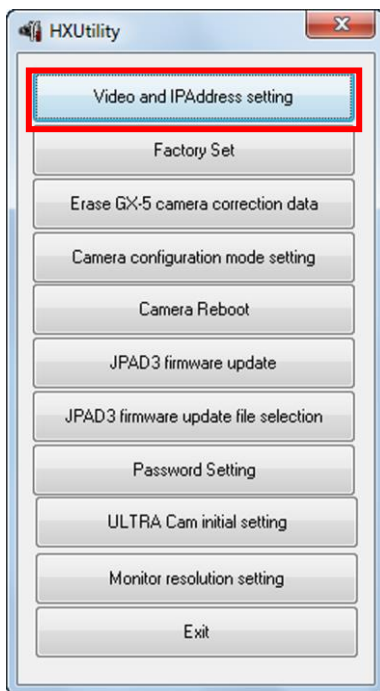 HXUtility
Video and IPAddress setting
Factory Set
Erase GX-5 camera correction data
Camera configuration mode setting
Camera Reboot
JPAD3 firmware update
JPAD3 firmware update file selection
Password Setting
ULTRA Cam initial setting
Monitor resolution setting
Exit